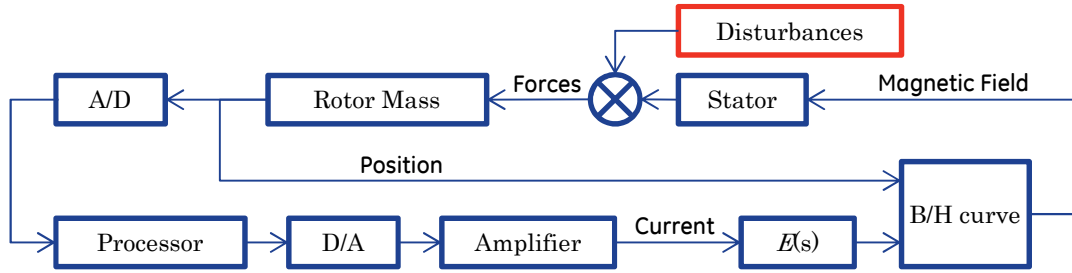 Disturbances
A/D
Rotor Mass
Forces
Stator
Magnetic Field
Position
B/H curve
Processor
D/A
Amplifier
Current
E(s)